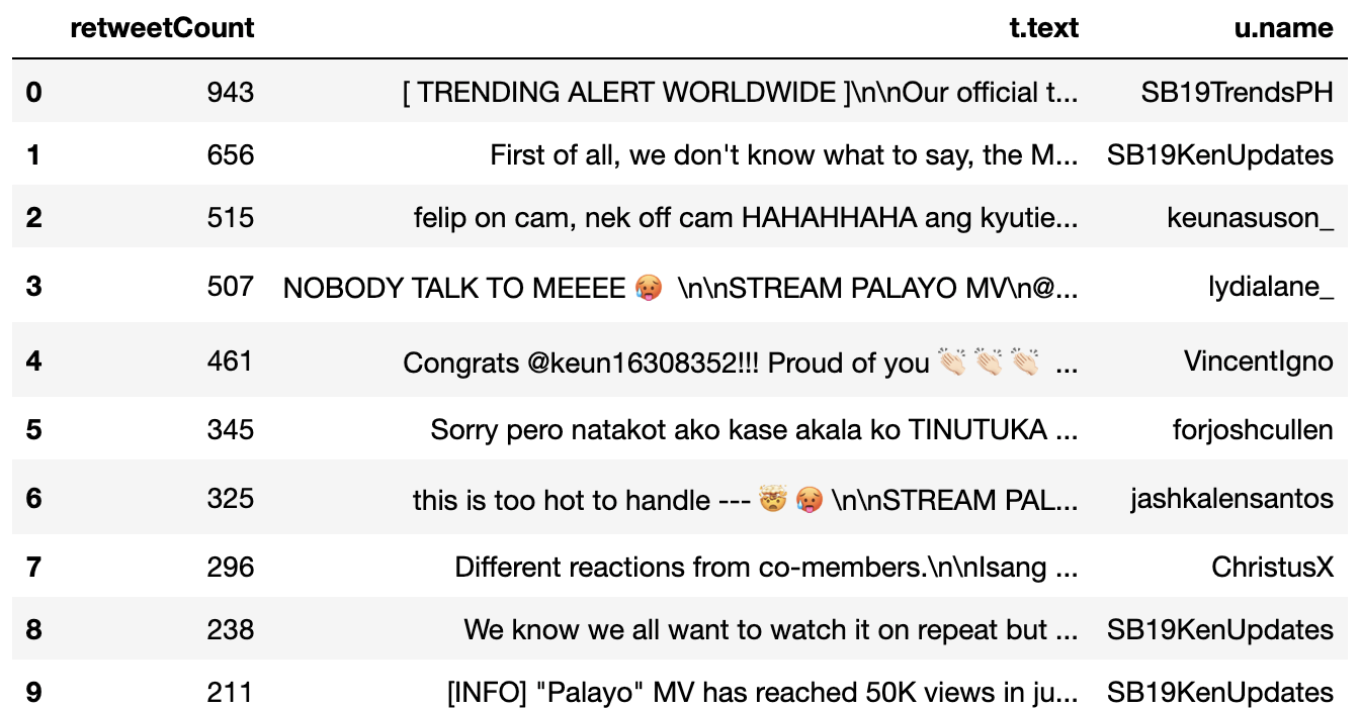 retweetCount t.text u.name
0 943 [ TRENDING ALERT WORLDWIDE ]\n\nOur official t... SB19TrendsPH
1 656 First of all, we don't know what to say, the M... SB19KenUpdates
2 515 felip on cam, nek off cam HAHAHHAHA ang kyutie... keunasuson_
3 507 NOBODY TALK TO MEEEE 🥵 \n\nSTREAM PALAYO MV\n@... lydialane_
4 461 Congrats @keun16308352!!! Proud of you 👏🏻 👏🏻 👏🏻 ... VincentIgno
5 345 Sorry pero natakot ako kase akala ko TINUTUKA ... forjoshcullen
6 325 this is too hot to handle --- 🤯 🥵 \n\nSTREAM PAL... jashkalensantos
7 296 Different reactions from co-members.\n\nIsang ... ChristusX
8 238 We know we all want to watch it on repeat but ... SB19KenUpdates
9 211 [INFO] "Palayo" MV has reached 50K views in ju... SB19KenUpdates